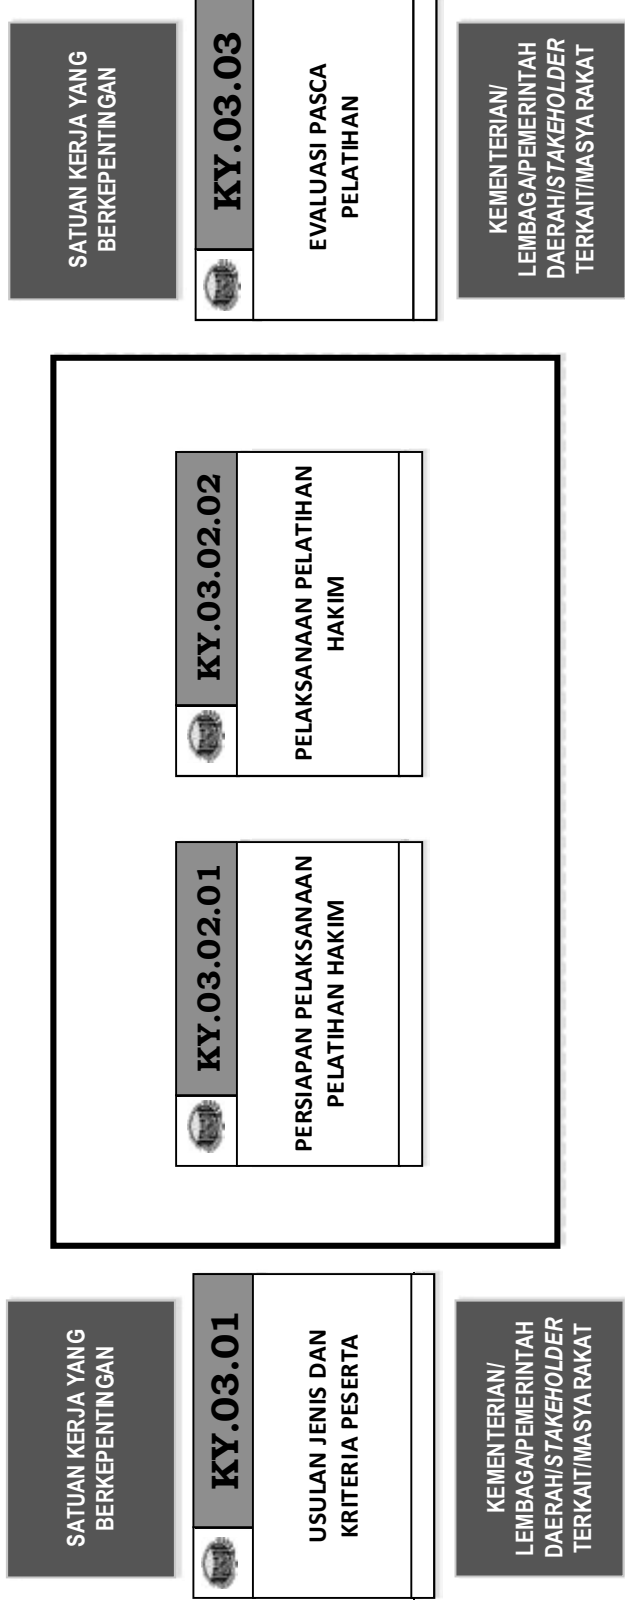 SATUAN KERJA YANG
BERKEPENTINGAN
KY.03.01
USULAN JENIS DAN
KRITERIA PESERTA
KEMENTERIAN/
LEMBAGA/PEMERINTAH
DAERAH/STAKEHOLDER
TERKAIT/MASYARAKAT
KY.03.02.01
PERSIAPAN PELAKSANAAN
PELATIHAN HAKIM
KY.03.02.02
PELAKSANAAN PELATIHAN
HAKIM
SATUAN KERJA YANG
BERKEPENTINGAN
KY.03.03
EVALUASI PASCA
PELATIHAN
KEMENTERIAN/
LEMBAGA/PEMERINTAH
DAERAH/STAKEHOLDER
TERKAIT/MASYARAKAT